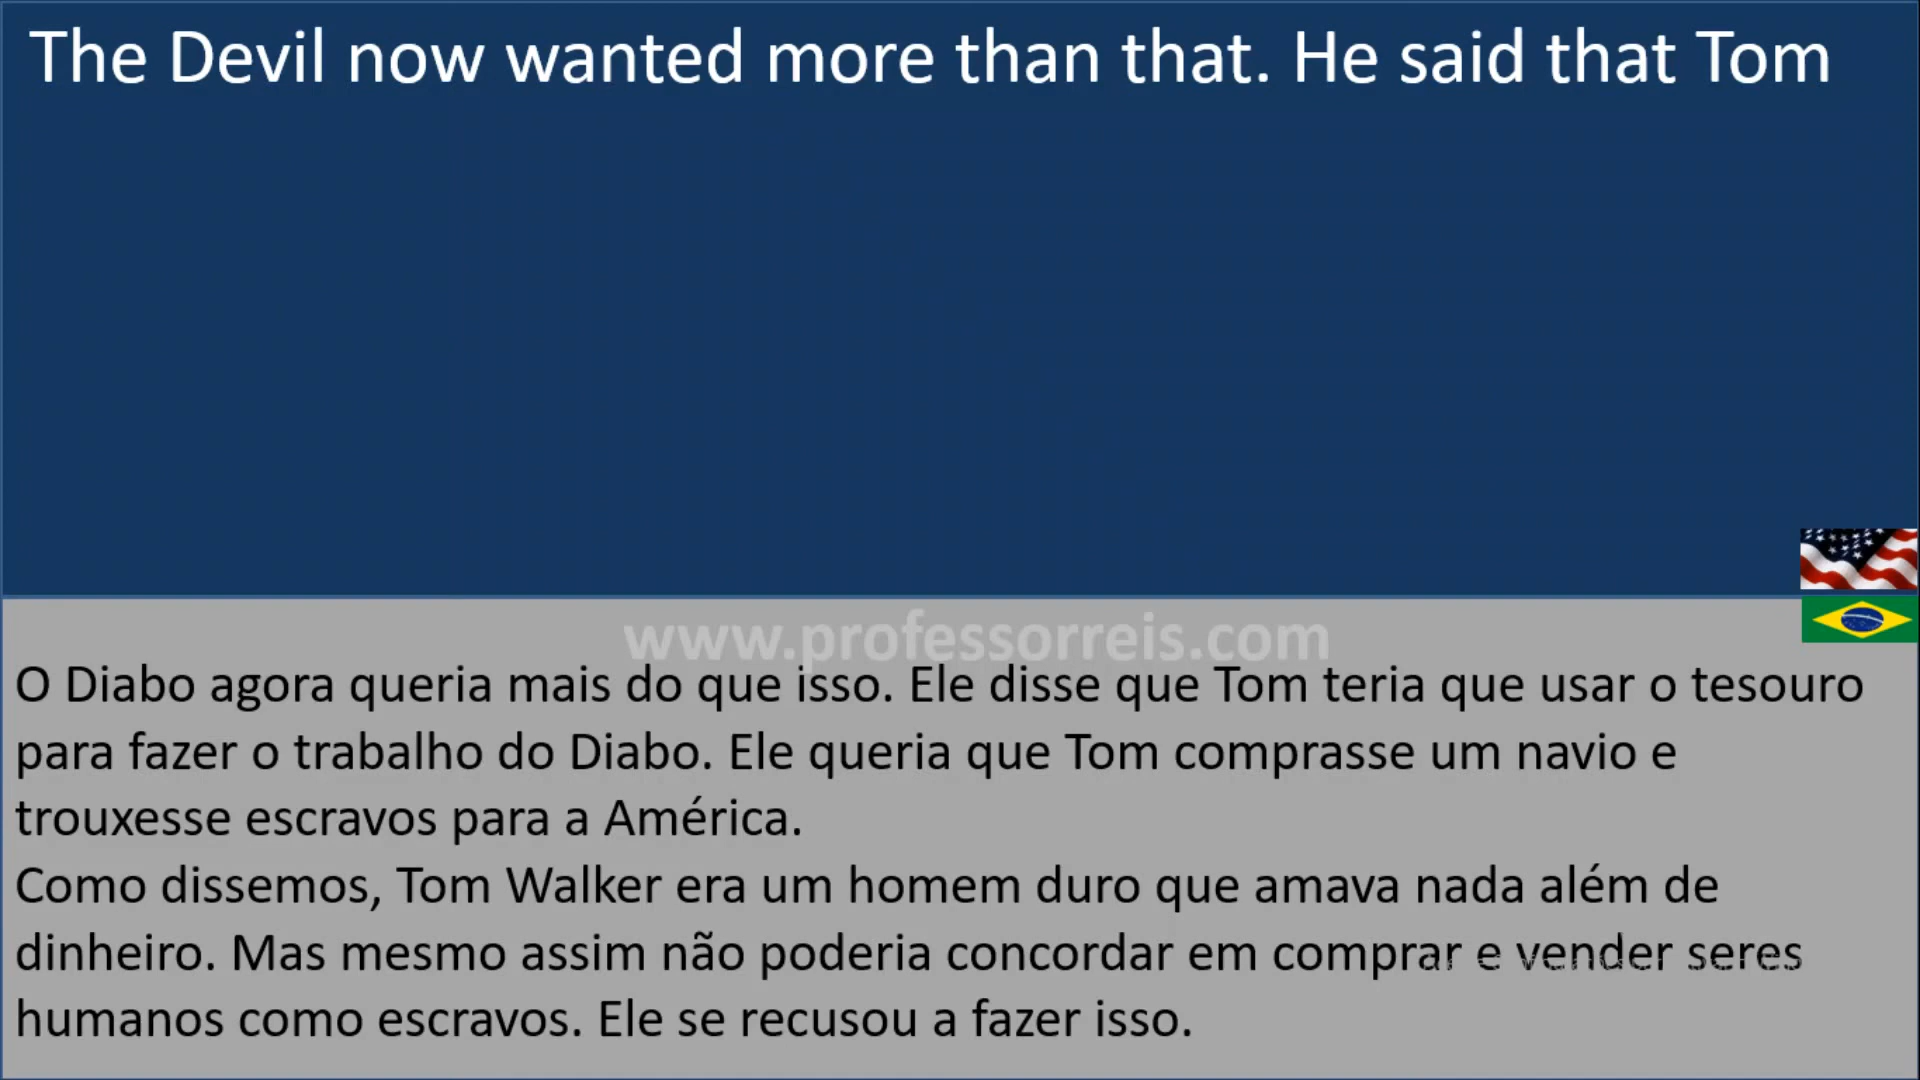 The Devil now wanted more than that. He said that Tom
www.professorreis.com
O Diabo agora queria mais do que isso. Ele disse que Tom teria que usar o tesouro
para fazer o trabalho do Diabo. Ele queria que Tom comprasse um navio e
trouxesse escravos para a América.
Como dissemos, Tom Walker era um homem duro que amava nada além de
dinheiro. Mas mesmo assim não poderia concordar em comprar e vender seres
humanos como escravos. Ele se recusou a fazer isso.